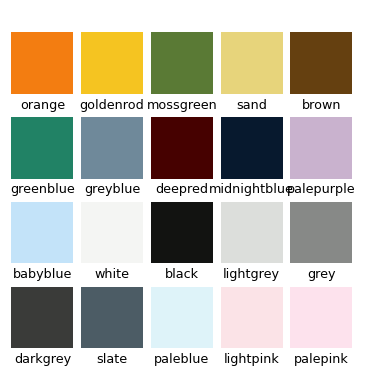 orange goldenrod mossgreen sand brown
greenblue greyblue deepred midnightblue palepurple
babyblue white black lightgrey grey
darkgrey slate paleblue lightpink palepink